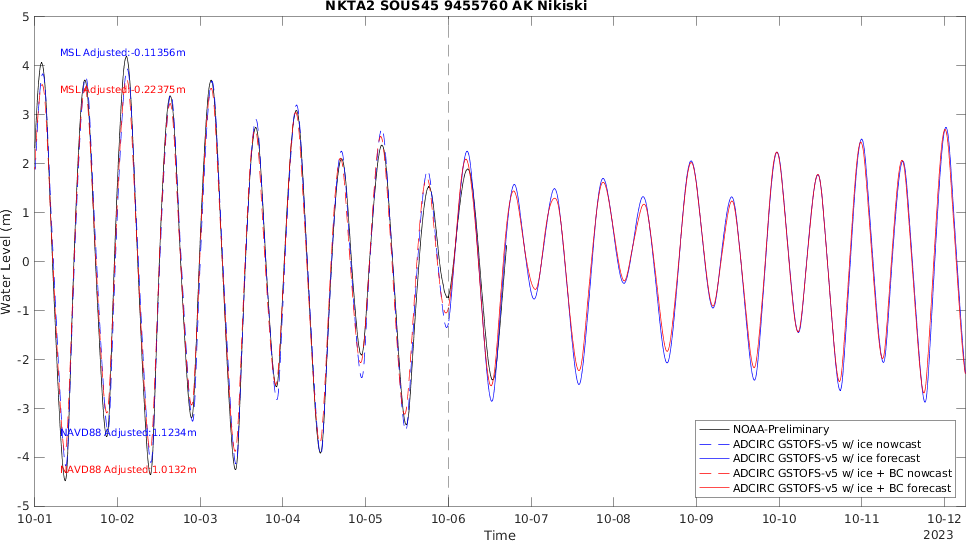 NKTA2 SOUS45 9455760 AK Nikiski
MSL Adjusted:-0.11356m
MSL Adjusted:-0.22375m
NAVD88 Adjusted:1.1234m
NAVD88 Adjusted:1.0132m
Water Level (m)
5
4
3
2
1
0
-1
-2
-3
-4
-5
NOAA-Preliminary
ADCIRC GSTOFS-v5 w/ ice nowcast
ADCIRC GSTOFS-v5 w/ ice forecast
ADCIRC GSTOFS-v5 w/ ice + BC nowcast
ADCIRC GSTOFS-v5 w/ ice + BC forecast
10-01 10-02 10-03 10-04 10-05 10-06 10-07 10-08 10-09 10-10 10-11 10-12
Time
2023